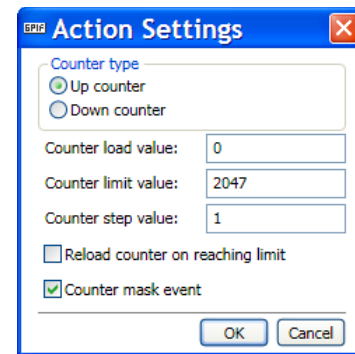 GPIF Action Settings
Counter type
Up counter
Down counter
Counter load value: 0
Counter limit value: 2047
Counter step value: 1
Reload counter on reaching limit
Counter mask event
OK Cancel